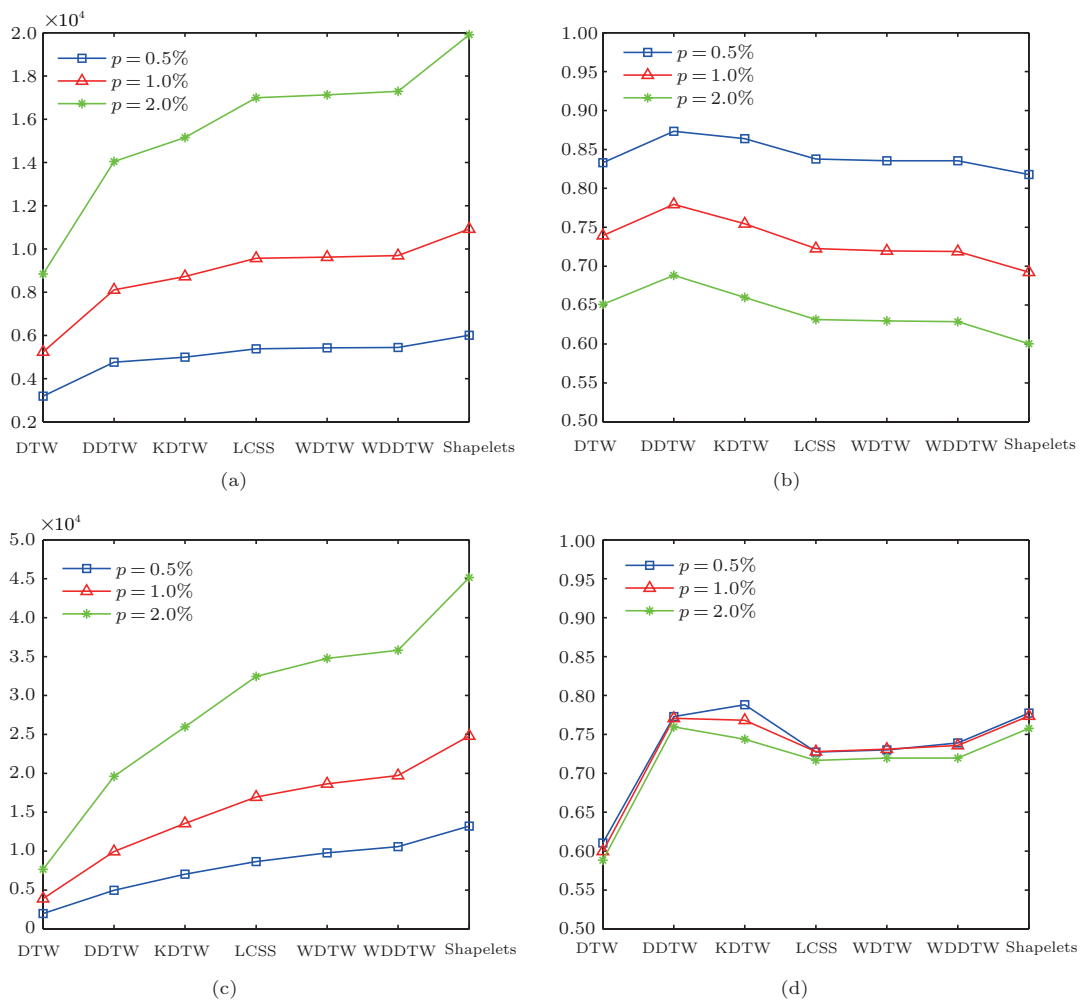 ×10⁴
2.0
1.8
1.6
1.4
1.2
1.0
0.8
0.6
0.4
0.2
p = 0.5%
p = 1.0%
p = 2.0%
DTW DDTW KDTW LCSS WDTW WDDTW Shapelets
(a)
1.00
0.95
0.90
0.85
0.80
0.75
0.70
0.65
0.60
0.55
0.50
p = 0.5%
p = 1.0%
p = 2.0%
DTW DDTW KDTW LCSS WDTW WDDTW Shapelets
(b)
×10⁴
5.0
4.5
4.0
3.5
3.0
2.5
2.0
1.5
1.0
0.5
0
p = 0.5%
p = 1.0%
p = 2.0%
DTW DDTW KDTW LCSS WDTW WDDTW Shapelets
(c)
1.00
0.95
0.90
0.85
0.80
0.75
0.70
0.65
0.60
0.55
0.50
p = 0.5%
p = 1.0%
p = 2.0%
DTW DDTW KDTW LCSS WDTW WDDTW Shapelets
(d)